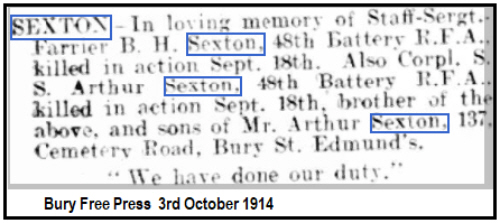 SEXTON – In loving memory of Staff-Sergt.-
Farrier B. H. Sexton, 48th Battery R.F.A.,
killed in action Sept. 18th. Also Corpl. S.
S. Arthur Sexton, 48th Battery R.F.A.,
killed in action Sept. 18th, brother of the
above, and sons of Mr. Arthur Sexton, 137,
Cemetery Road, Bury St. Edmund's.
"We have done our duty."
Bury Free Press 3rd October 1914